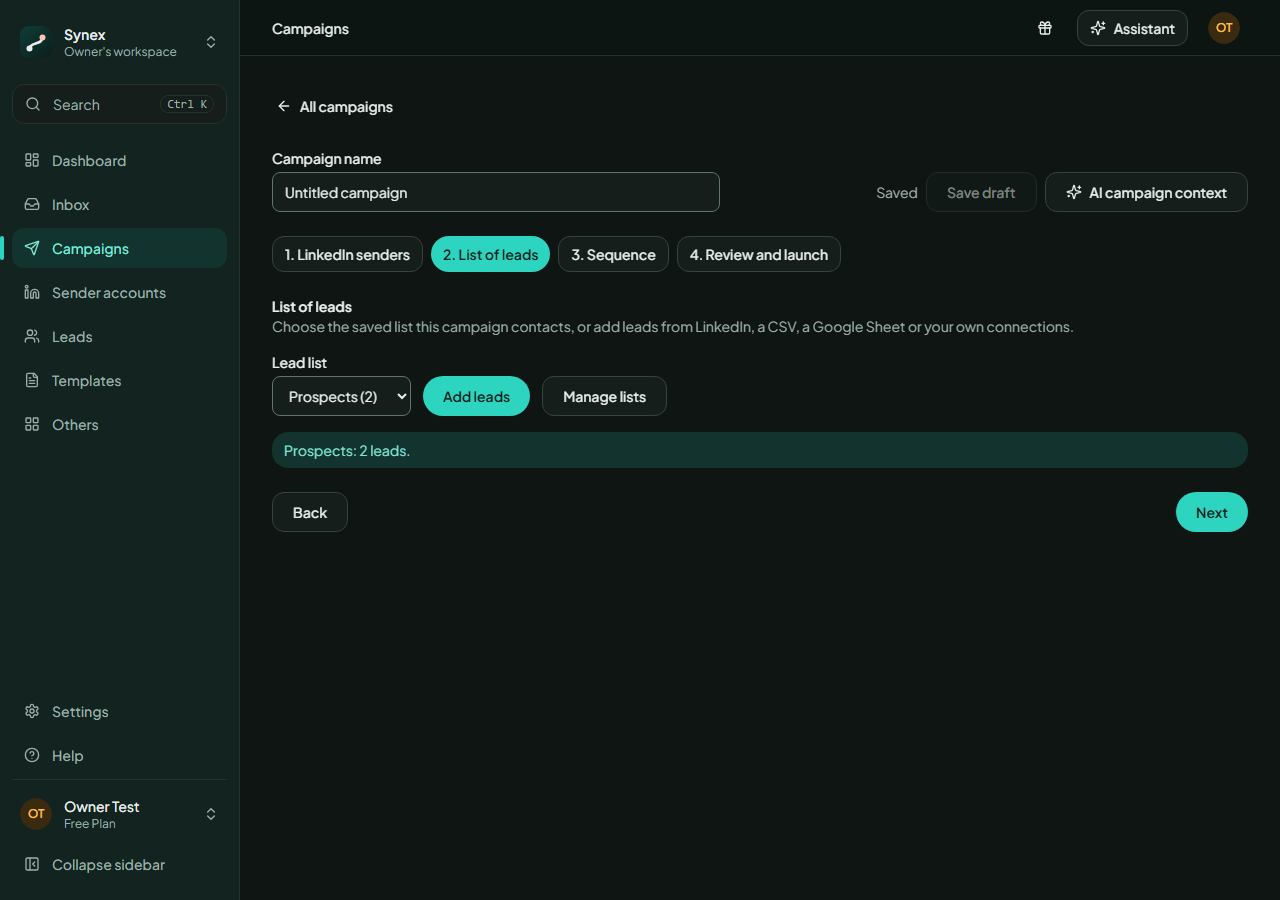 Synex
Owner's workspace
Search
Ctrl K
Dashboard
Inbox
Campaigns
Sender accounts
Leads
Templates
Others
Settings
Help
OT
Owner Test
Free Plan
Collapse sidebar
Campaigns
Assistant
OT
All campaigns
Campaign name
Untitled campaign
Saved
Save draft
AI campaign context
1. LinkedIn senders
2. List of leads
3. Sequence
4. Review and launch
List of leads
Choose the saved list this campaign contacts, or add leads from LinkedIn, a CSV, a Google Sheet or your own connections.
Lead list
Prospects (2)
Add leads
Manage lists
Prospects: 2 leads.
Back
Next